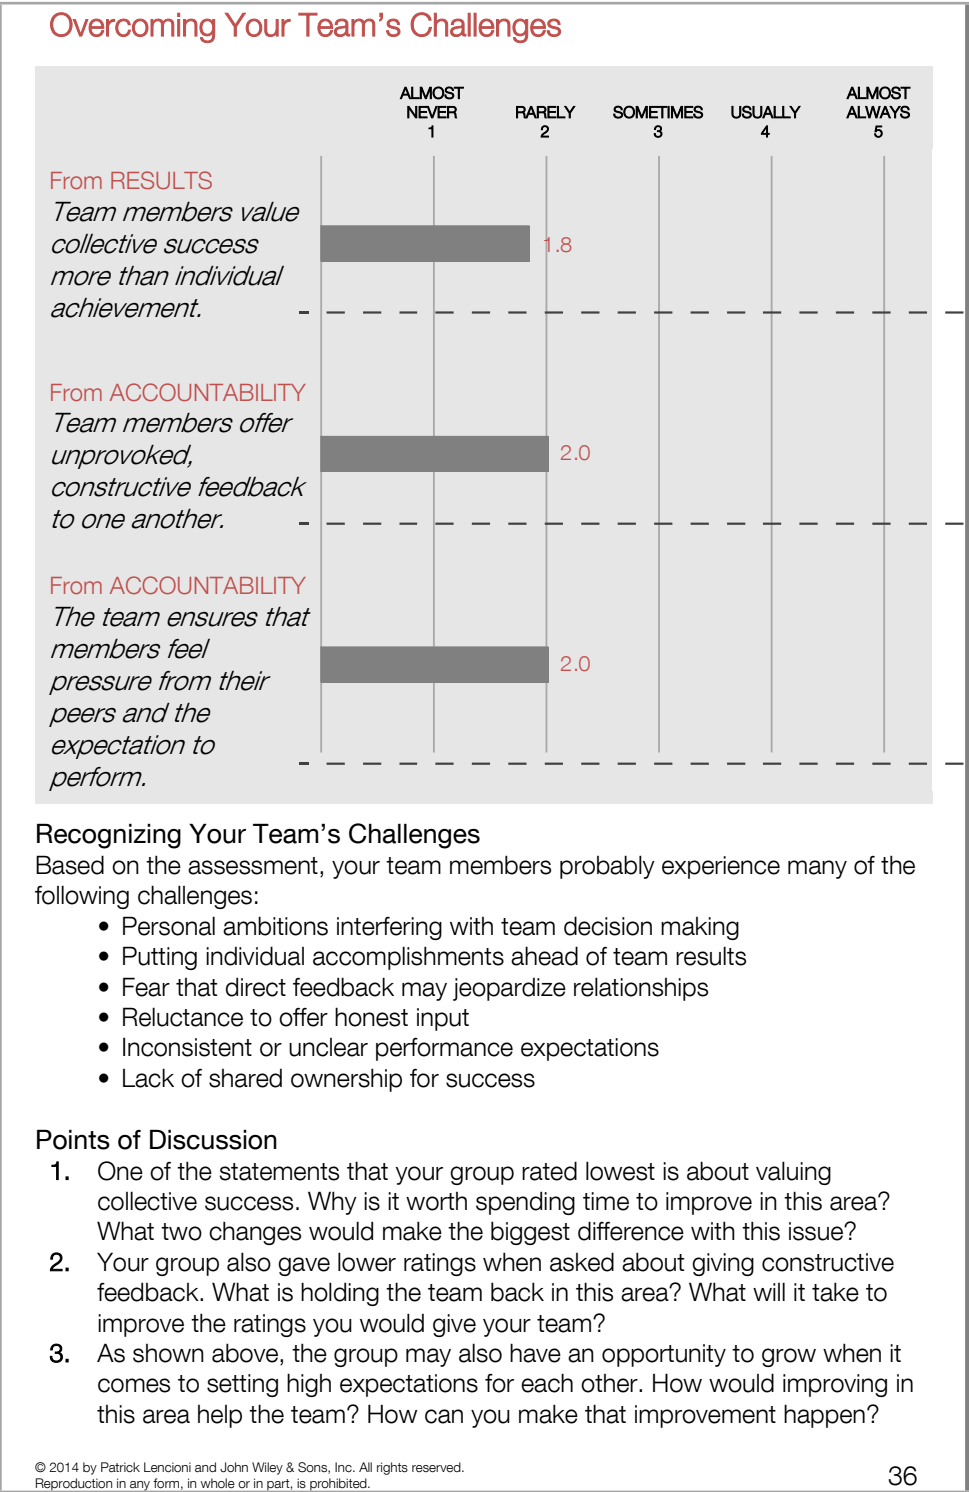 Overcoming Your Team's Challenges
ALMOST NEVER 1
RARELY 2
SOMETIMES 3
USUALLY 4
ALMOST ALWAYS 5
From RESULTS
Team members value
collective success
more than individual
achievement.
1.8
From ACCOUNTABILITY
Team members offer
unprovoked,
constructive feedback
to one another.
2.0
From ACCOUNTABILITY
The team ensures that
members feel
pressure from their
peers and the
expectation to
perform.
2.0
Recognizing Your Team's Challenges
Based on the assessment, your team members probably experience many of the
following challenges:
• Personal ambitions interfering with team decision making
• Putting individual accomplishments ahead of team results
• Fear that direct feedback may jeopardize relationships
• Reluctance to offer honest input
• Inconsistent or unclear performance expectations
• Lack of shared ownership for success
Points of Discussion
1. One of the statements that your group rated lowest is about valuing
collective success. Why is it worth spending time to improve in this area?
What two changes would make the biggest difference with this issue?
2. Your group also gave lower ratings when asked about giving constructive
feedback. What is holding the team back in this area? What will it take to
improve the ratings you would give your team?
3. As shown above, the group may also have an opportunity to grow when it
comes to setting high expectations for each other. How would improving in
this area help the team? How can you make that improvement happen?
© 2014 by Patrick Lencioni and John Wiley & Sons, Inc. All rights reserved.
Reproduction in any form, in whole or in part, is prohibited.
36